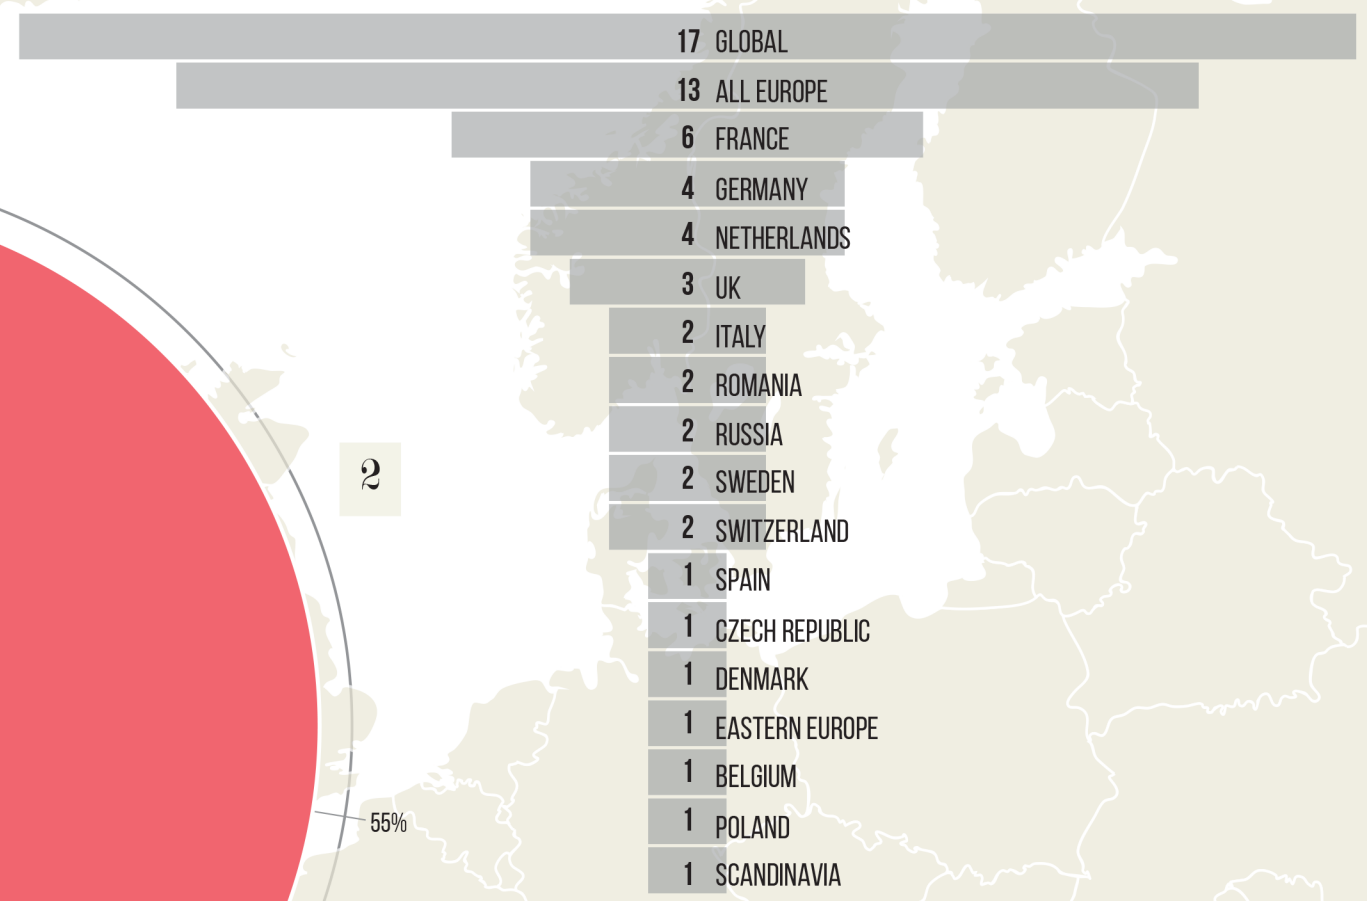 17 GLOBAL
13 ALL EUROPE
6 FRANCE
4 GERMANY
4 NETHERLANDS
3 UK
2 ITALY
2 ROMANIA
2 RUSSIA
2 SWEDEN
2 SWITZERLAND
1 SPAIN
1 CZECH REPUBLIC
1 DENMARK
1 EASTERN EUROPE
1 BELGIUM
1 POLAND
1 SCANDINAVIA
2
55%